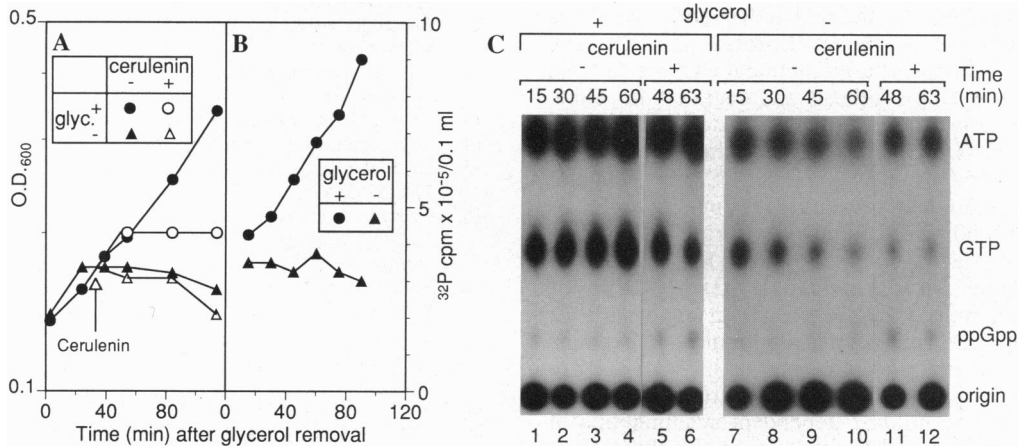 0.5
A
cerulenin
- +
glyc. +
-
O.D.600
Cerulenin
0.1
0 40 80 0 40 80 120
Time (min) after glycerol removal
B
glycerol
+ -
10
5
0
32P cpm x 10-5/0.1 ml
C
glycerol
+ -
cerulenin cerulenin
- + - +
Time (min)
15 30 45 60 48 63 15 30 45 60 48 63
ATP
GTP
ppGpp
origin
1 2 3 4 5 6 7 8 9 10 11 12